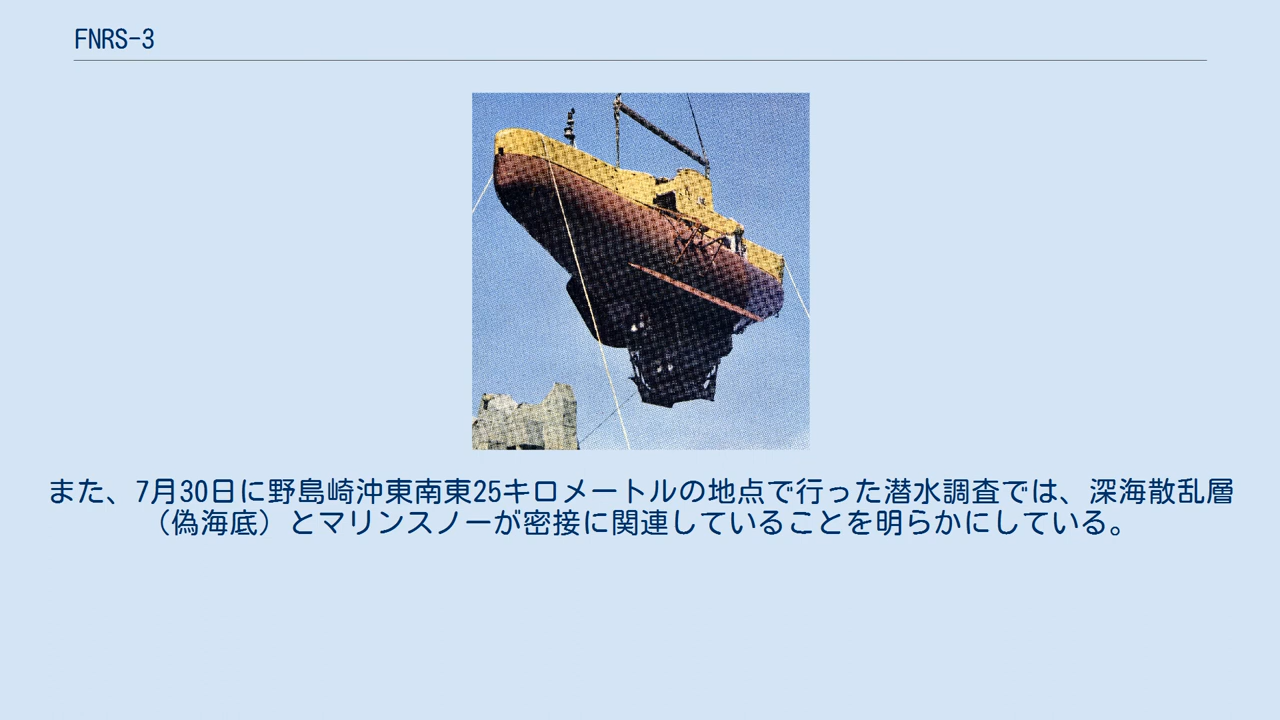 FNRS-3
また、7月30日に野島崎沖東南東25キロメートルの地点で行った潜水調査では、深海散乱層
（偽海底）とマリンスノーが密接に関連していることを明らかにしている。